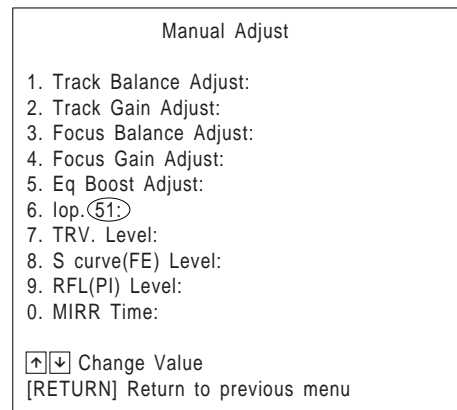 Manual Adjust
1. Track Balance Adjust:
2. Track Gain Adjust:
3. Focus Balance Adjust:
4. Focus Gain Adjust:
5. Eq Boost Adjust:
6. Iop.51:
7. TRV. Level:
8. S curve(FE) Level:
9. RFL(PI) Level:
0. MIRR Time:
↑↓ Change Value
[RETURN] Return to previous menu